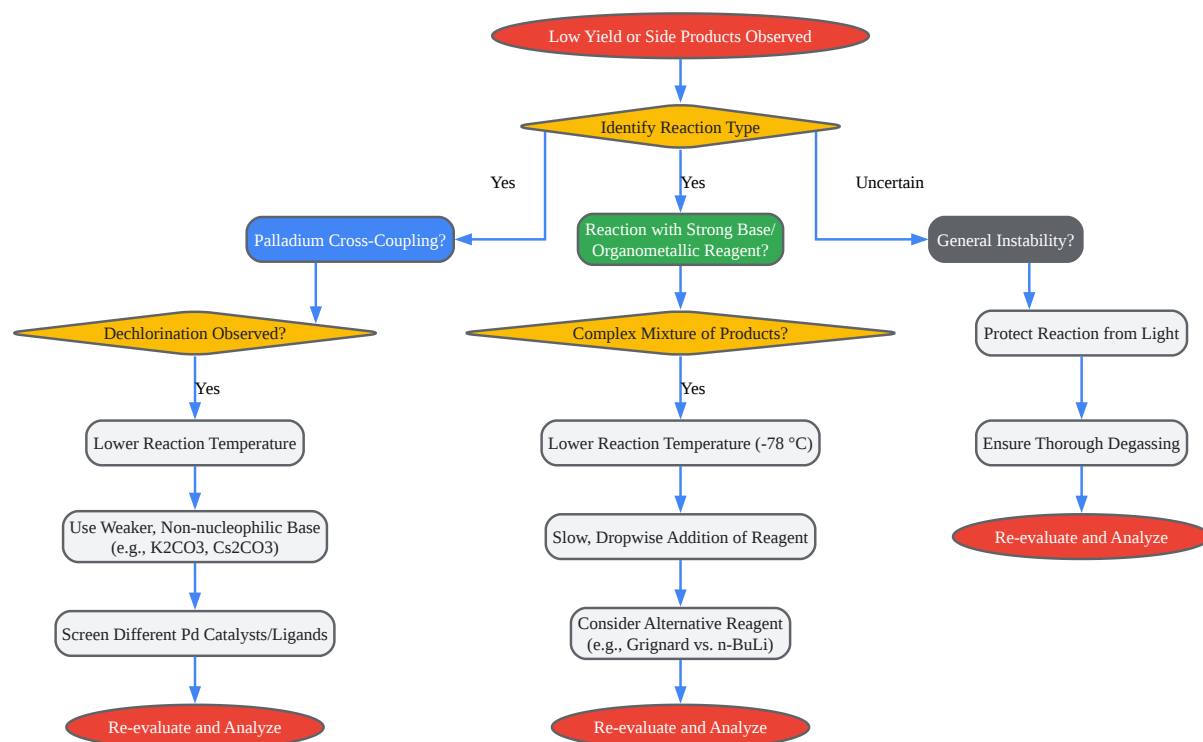 Low Yield or Side Products Observed
Identify Reaction Type
Yes
Yes
Uncertain
Palladium Cross-Coupling?
Reaction with Strong Base/
Organometallic Reagent?
General Instability?
Dechlorination Observed?
Complex Mixture of Products?
Protect Reaction from Light
Yes
Yes
Lower Reaction Temperature
Lower Reaction Temperature (-78 °C)
Ensure Thorough Degassing
Use Weaker, Non-nucleophilic Base
(e.g., K2CO3, Cs2CO3)
Slow, Dropwise Addition of Reagent
Re-evaluate and Analyze
Screen Different Pd Catalysts/Ligands
Consider Alternative Reagent
(e.g., Grignard vs. n-BuLi)
Re-evaluate and Analyze
Re-evaluate and Analyze